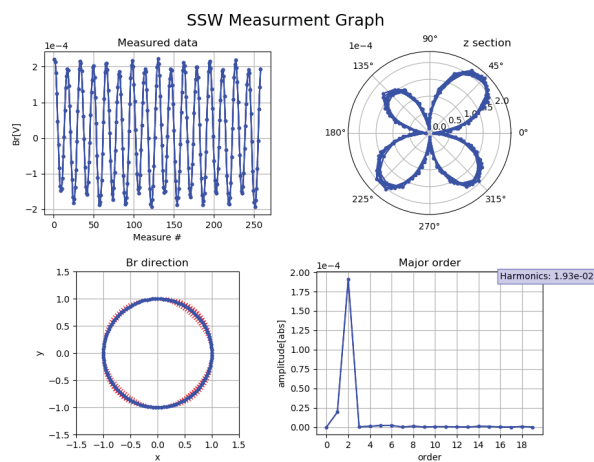 SSW Measurment Graph
Measured data
1e−4
Br[V]
2
1
0
−1
−2
0 50 100 150 200 250
Measure #
z section
1e−4
90°
45°
135°
180°
0°
225°
315°
270°
0.0 0.5 1.0 1.5 2.0
Br direction
y
1.5
1.0
0.5
0.0
−0.5
−1.0
−1.5
−1.5 −1.0 −0.5 0.0 0.5 1.0 1.5
x
Major order
1e−4
Harmonics: 1.93e-02
amplitude[abs]
2.00
1.75
1.50
1.25
1.00
0.75
0.50
0.25
0.00
0 2 4 6 8 10 12 14 16 18
order